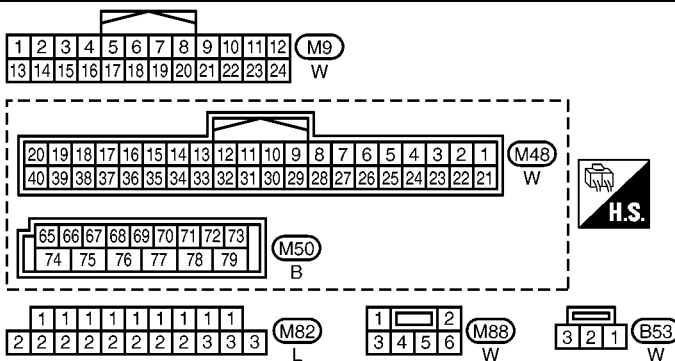 1 2 3 4 5 6 7 8 9 10 11 12 M9
13 14 15 16 17 18 19 20 21 22 23 24 W
20 19 18 17 16 15 14 13 12 11 10 9 8 7 6 5 4 3 2 1 M48
40 39 38 37 36 35 34 33 32 31 30 29 28 27 26 25 24 23 22 21 W
H.S.
65 66 67 68 69 70 71 72 73 M50
74 75 76 77 78 79 B
1 1 1 1 1 1 1 1 1 M82
2 2 2 2 2 2 2 2 3 3 3 L
1 2 M88
3 4 5 6 W
3 2 1 B53
W